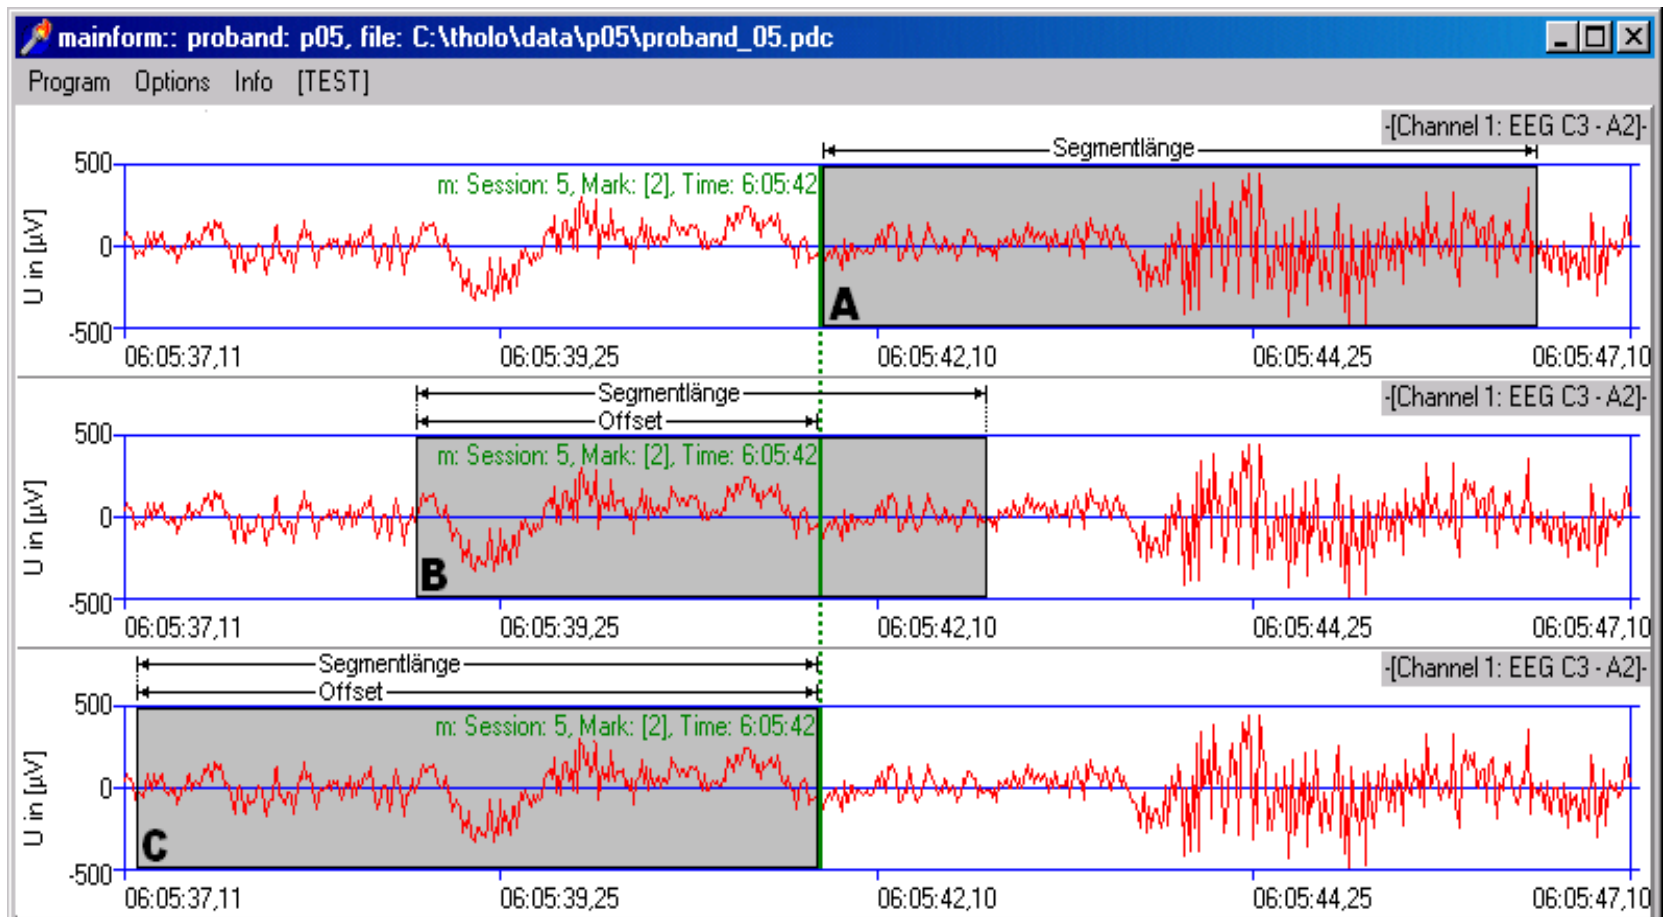 mainform:: proband: p05, file: C:\tholo\data\p05\proband_05.pdc
Program Options Info [TEST]
-[Channel 1: EEG C3 - A2]-
Segmentlänge
500
m: Session: 5, Mark: [2], Time: 6:05:42
U in [µV]
0
A
-500
06:05:37,11 06:05:39,25 06:05:42,10 06:05:44,25 06:05:47,10
-[Channel 1: EEG C3 - A2]-
Segmentlänge
Offset
500
m: Session: 5, Mark: [2], Time: 6:05:42
U in [µV]
0
B
-500
06:05:37,11 06:05:39,25 06:05:42,10 06:05:44,25 06:05:47,10
-[Channel 1: EEG C3 - A2]-
Segmentlänge
Offset
500
m: Session: 5, Mark: [2], Time: 6:05:42
U in [µV]
0
C
-500
06:05:37,11 06:05:39,25 06:05:42,10 06:05:44,25 06:05:47,10